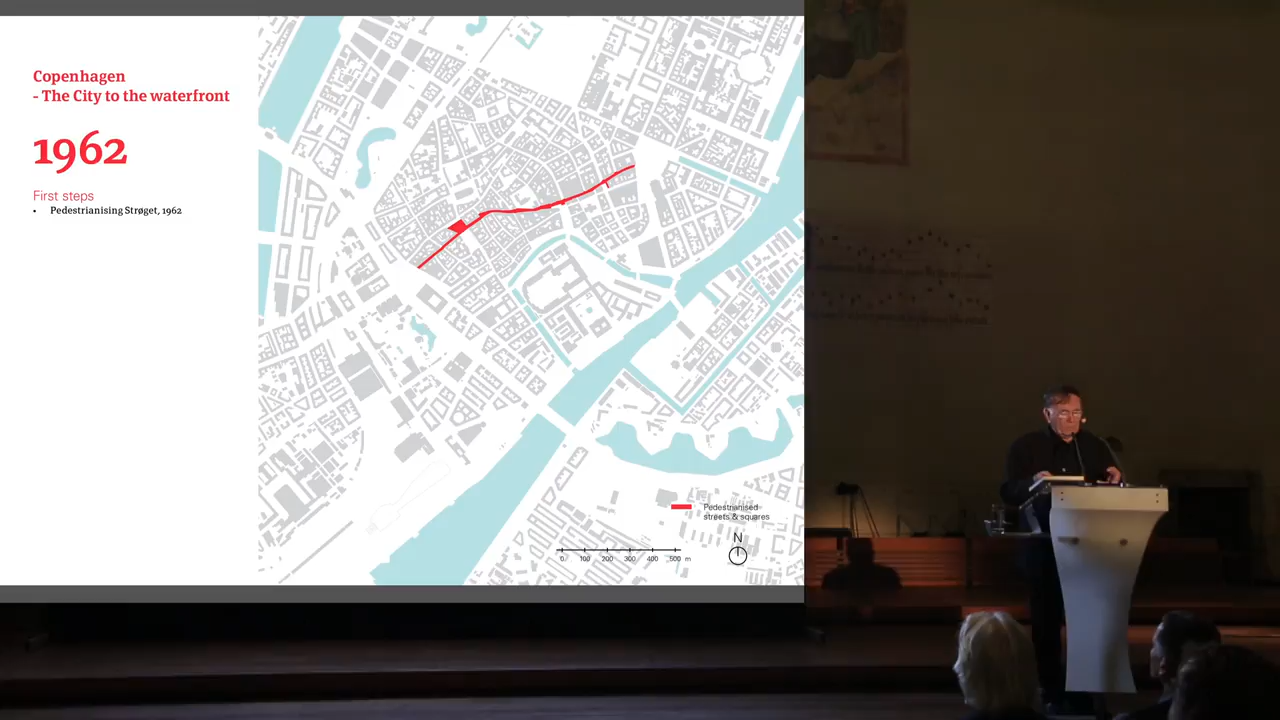 Copenhagen
- The City to the waterfront
1962
First steps
• Pedestrianising Strøget, 1962
Pedestrianised
streets & squares
N
0 100 200 300 400 500 m